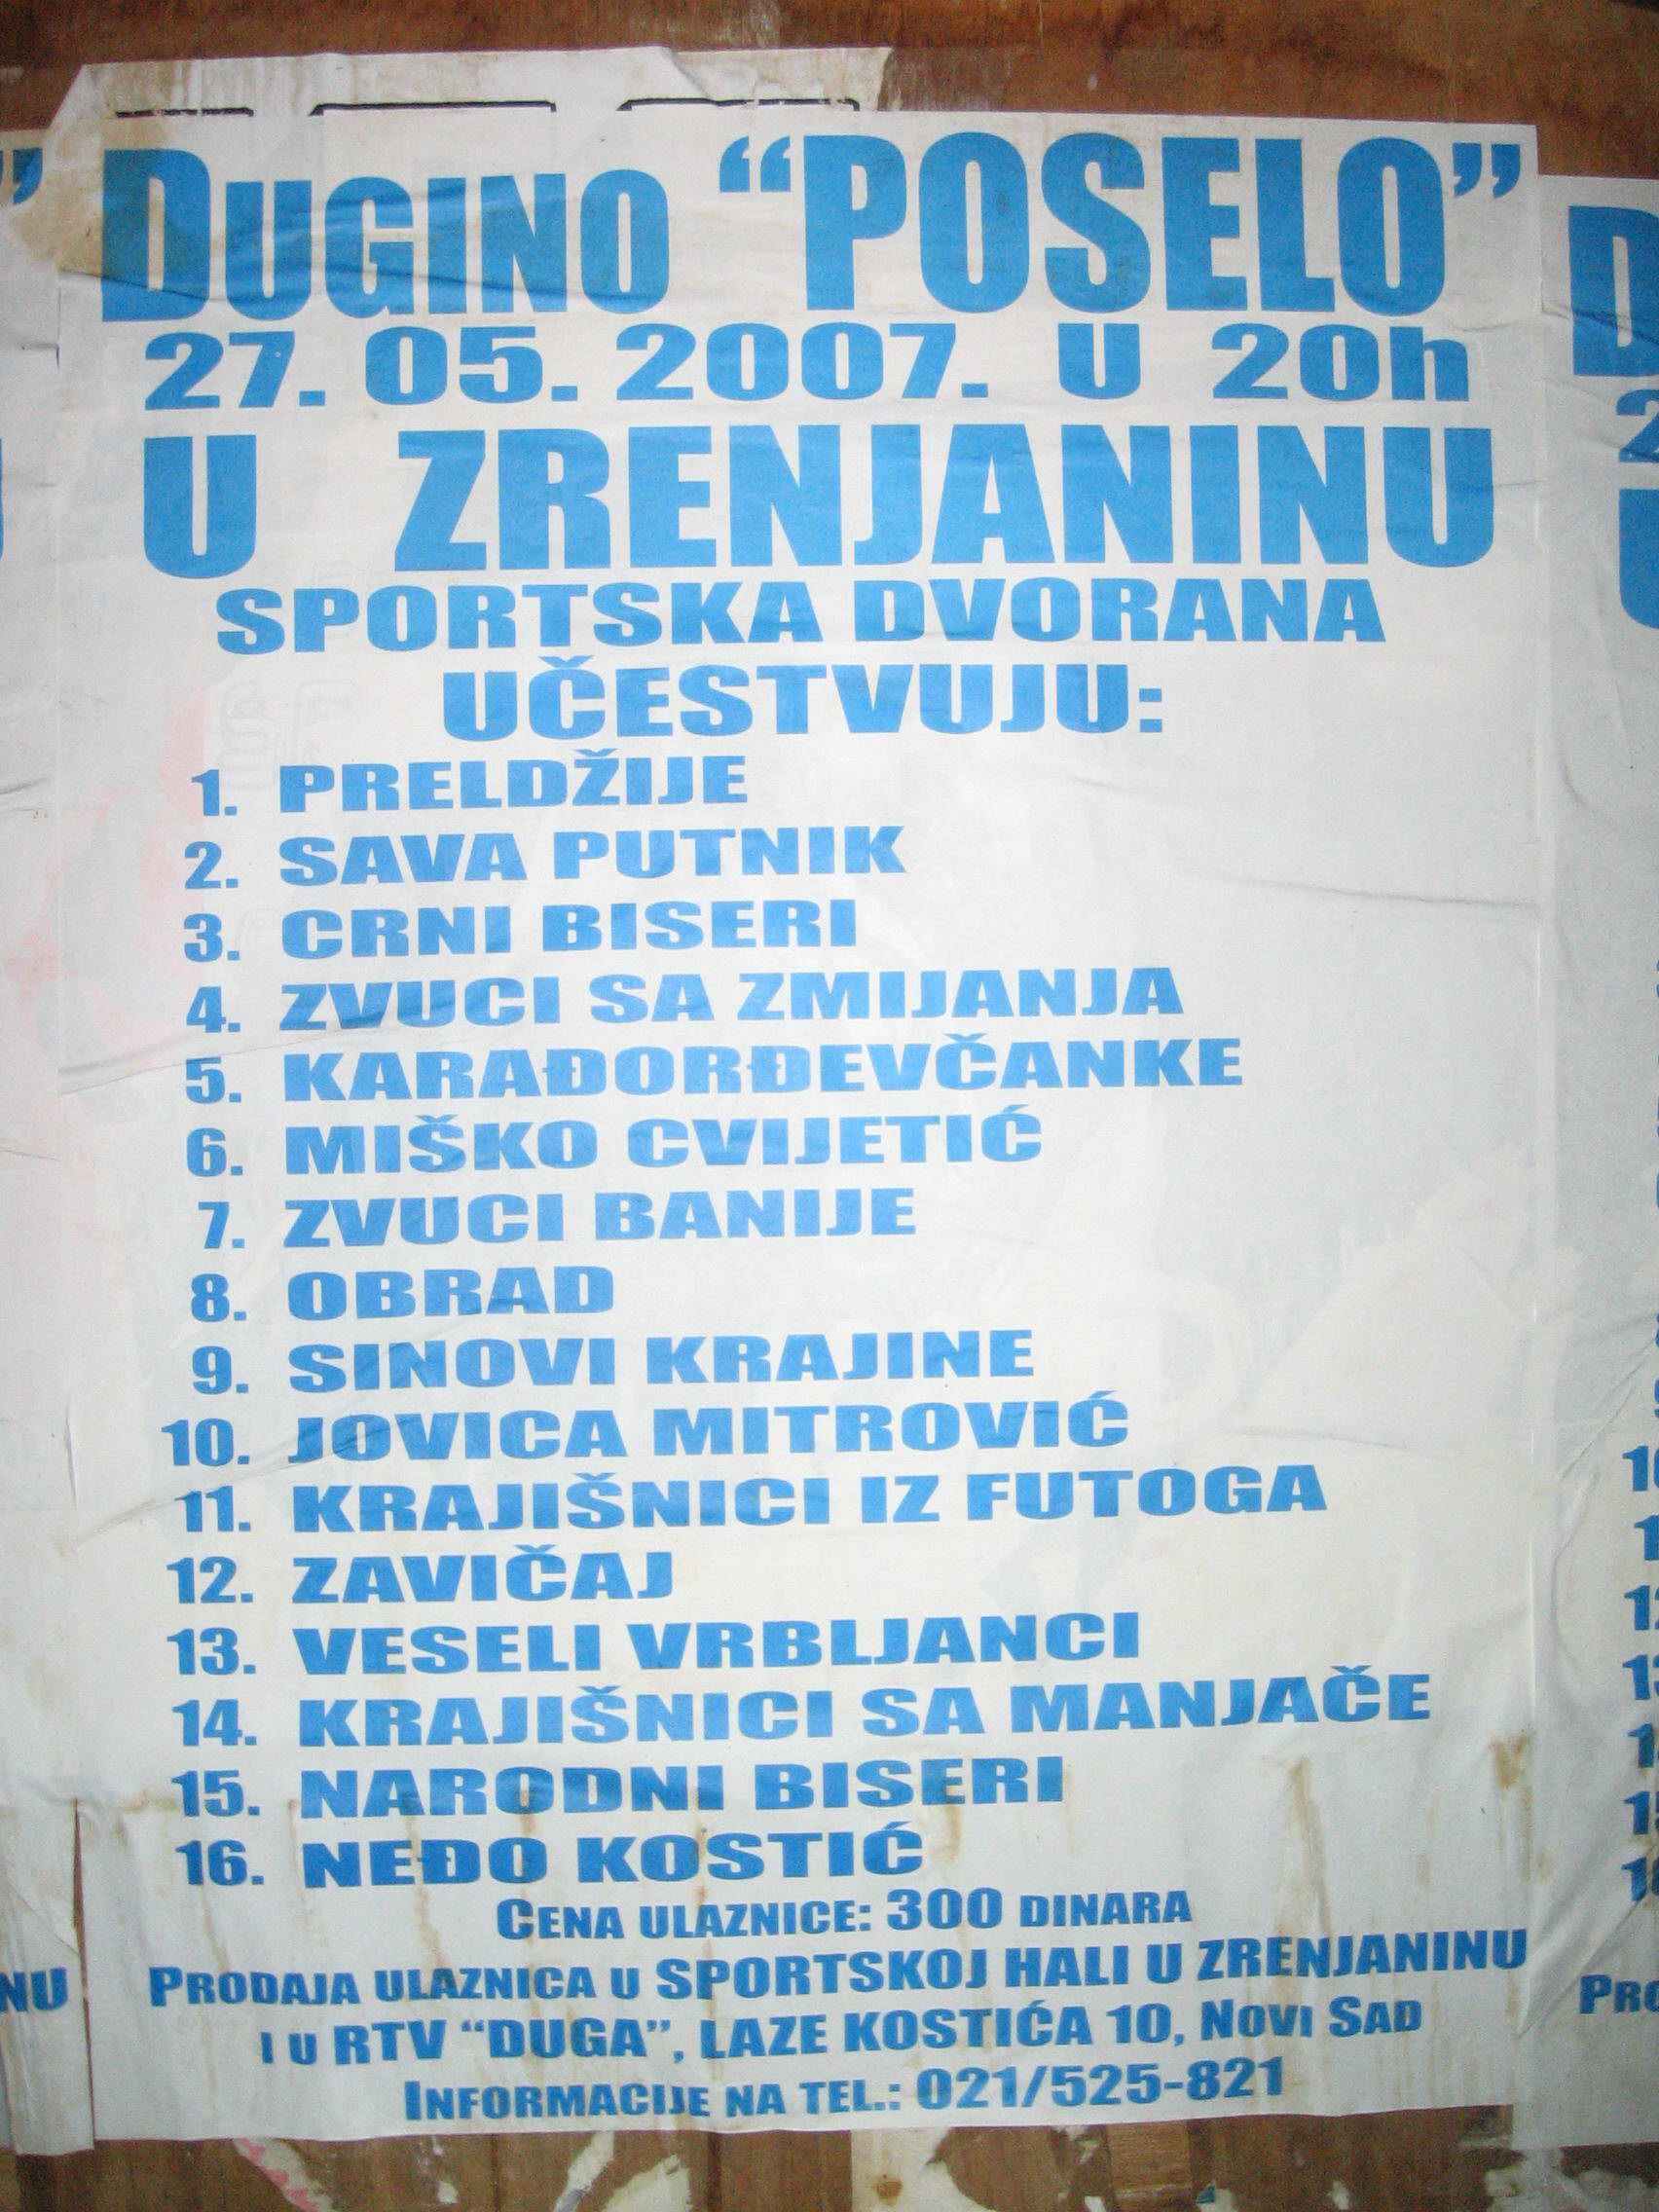 DUGINO “POSELO”
27. 05. 2007. U 20h
U ZRENJANINU
SPORTSKA DVORANA
UČESTVUJU:
1. PRELDŽIJE
2. SAVA PUTNIK
3. CRNI BISERI
4. ZVUCI SA ZMIJANJA
5. KARAĐORĐEVČANKE
6. MIŠKO CVIJETIĆ
7. ZVUCI BANIJE
8. OBRAD
9. SINOVI KRAJINE
10. JOVICA MITROVIĆ
11. KRAJIŠNICI IZ FUTOGA
12. ZAVIČAJ
13. VESELI VRBLJANCI
14. KRAJIŠNICI SA MANJAČE
15. NARODNI BISERI
16. NEĐO KOSTIĆ
CENA ULAZNICE: 300 DINARA
PRODAJA ULAZNICA U SPORTSKOJ HALI U ZRENJANINU
I U RTV “DUGA”, LAZE KOSTIĆA 10, NOVI SAD
INFORMACIJE NA TEL.: 021/525-821